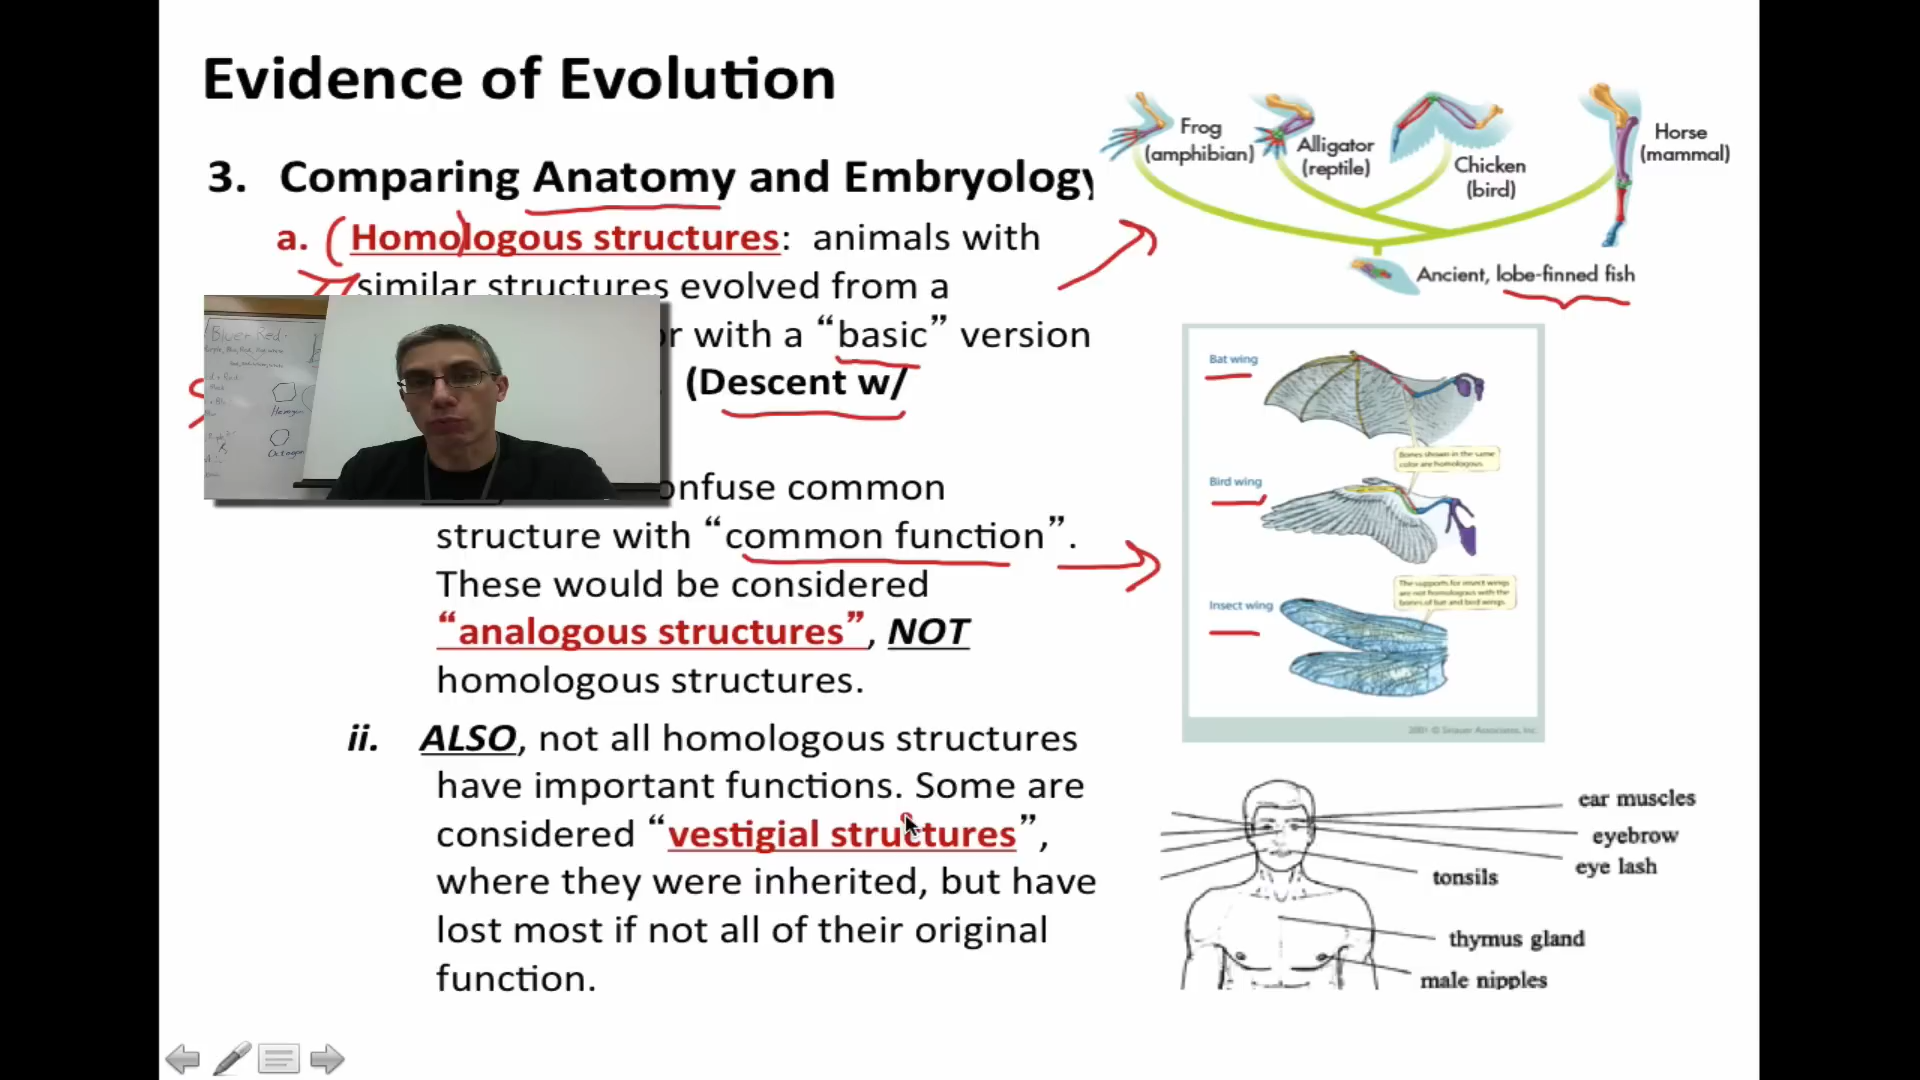 Evidence of Evolution
3. Comparing Anatomy and Embryology
a. Homologous structures: animals with
similar structures evolved from a
with a “basic” version
(Descent w/
common
structure with “common function”.
These would be considered
“analogous structures”, NOT
homologous structures.
ii. ALSO, not all homologous structures
have important functions. Some are
considered “vestigial structures”,
where they were inherited, but have
lost most if not all of their original
function.
Frog
(amphibian)
Alligator
(reptile)
Chicken
(bird)
Horse
(mammal)
Ancient, lobe-finned fish
Bat wing
Bones shown in the same
color are homologous.
Bird wing
The supports for insect wings
are not homologous with the
bones of bat and bird wings.
Insect wing
2001 © Sinauer Associates, Inc.
ear muscles
eyebrow
eye lash
tonsils
thymus gland
male nipples
Hexagon
Octagon